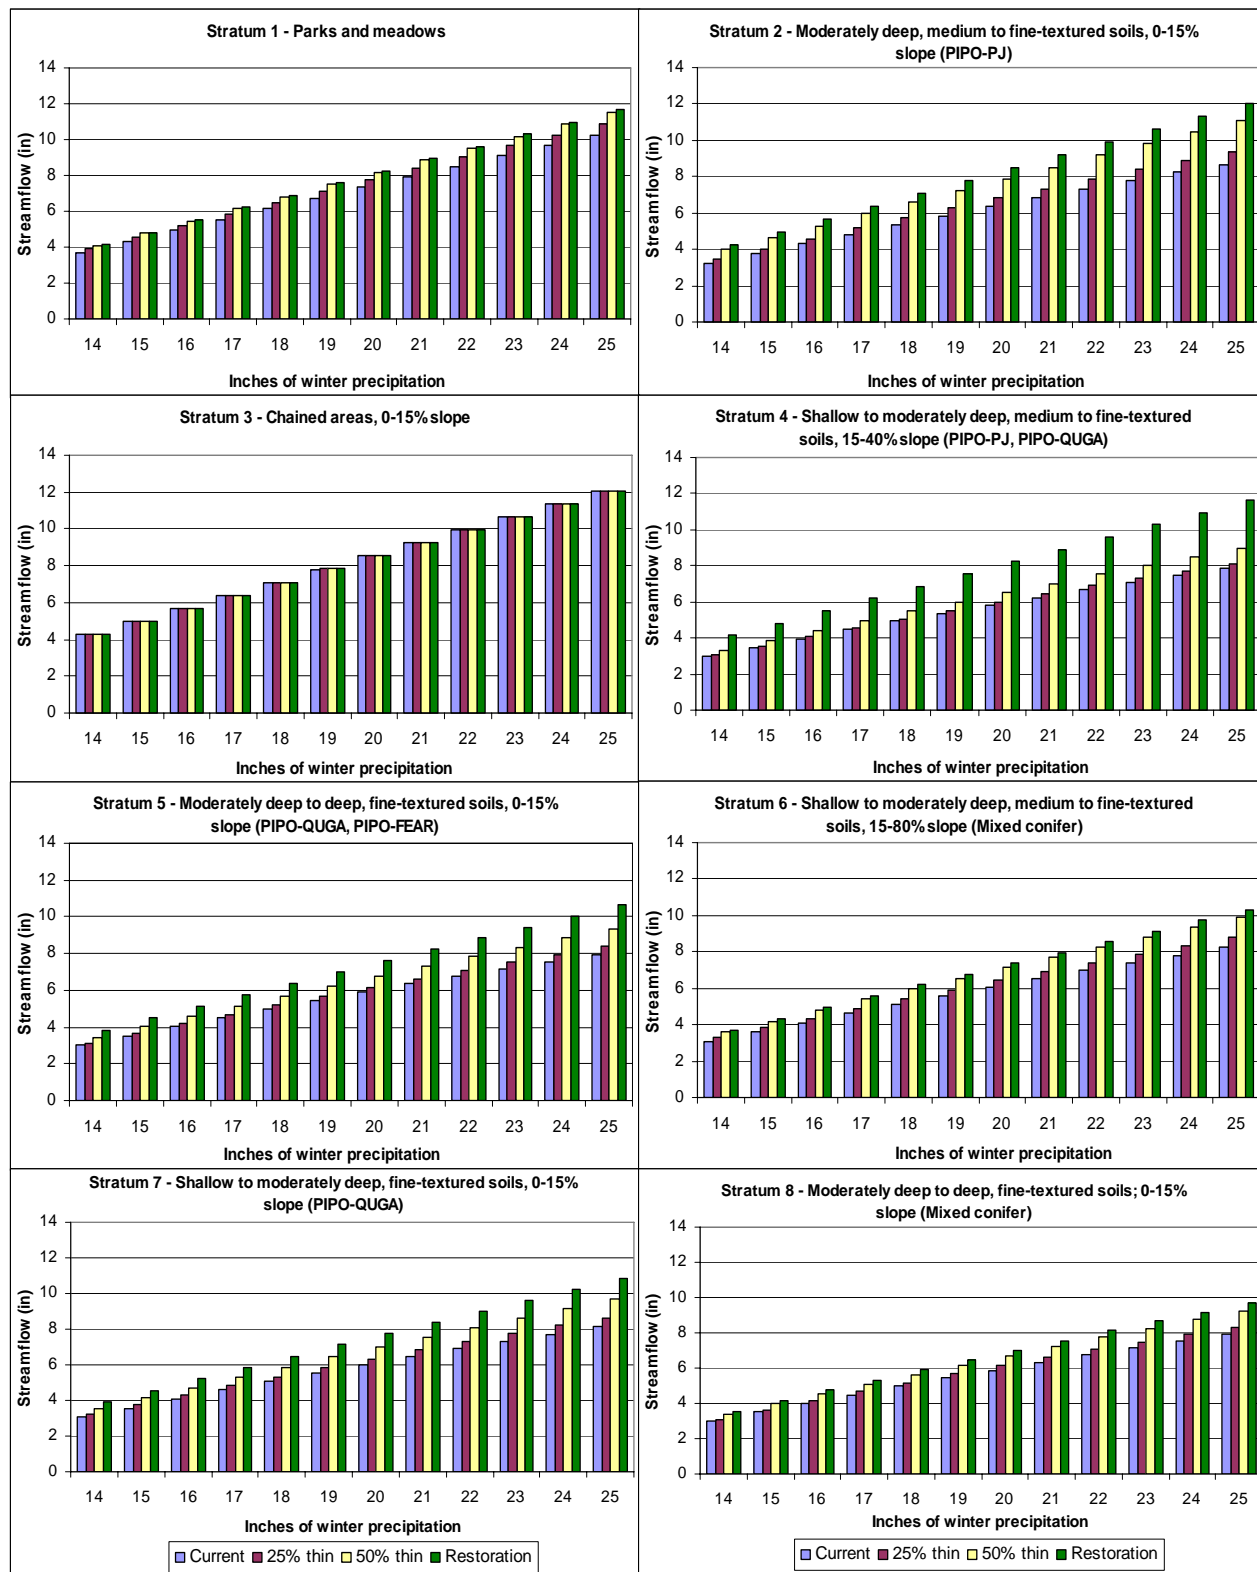 Stratum 1 - Parks and meadows
14
12
10
8
6
4
2
0
Streamflow (in)
14 15 16 17 18 19 20 21 22 23 24 25
Inches of winter precipitation
Stratum 2 - Moderately deep, medium to fine-textured soils, 0-15%
slope (PIPO-PJ)
14
12
10
8
6
4
2
0
Streamflow (in)
14 15 16 17 18 19 20 21 22 23 24 25
Inches of winter precipitation
Stratum 3 - Chained areas, 0-15% slope
14
12
10
8
6
4
2
0
Streamflow (in)
14 15 16 17 18 19 20 21 22 23 24 25
Inches of winter precipitation
Stratum 4 - Shallow to moderately deep, medium to fine-textured
soils, 15-40% slope (PIPO-PJ, PIPO-QUGA)
14
12
10
8
6
4
2
0
Streamflow (in)
14 15 16 17 18 19 20 21 22 23 24 25
Inches of winter precipitation
Stratum 5 - Moderately deep to deep, fine-textured soils, 0-15%
slope (PIPO-QUGA, PIPO-FEAR)
14
12
10
8
6
4
2
0
Streamflow (in)
14 15 16 17 18 19 20 21 22 23 24 25
Inches of winter precipitation
Stratum 6 - Shallow to moderately deep, medium to fine-textured
soils, 15-80% slope (Mixed conifer)
14
12
10
8
6
4
2
0
Streamflow (in)
14 15 16 17 18 19 20 21 22 23 24 25
Inches of winter precipitation
Stratum 7 - Shallow to moderately deep, fine-textured soils, 0-15%
slope (PIPO-QUGA)
14
12
10
8
6
4
2
0
Streamflow (in)
14 15 16 17 18 19 20 21 22 23 24 25
Inches of winter precipitation
Current 25% thin 50% thin Restoration
Stratum 8 - Moderately deep to deep, fine-textured soils; 0-15%
slope (Mixed conifer)
14
12
10
8
6
4
2
0
Streamflow (in)
14 15 16 17 18 19 20 21 22 23 24 25
Inches of winter precipitation
Current 25% thin 50% thin Restoration